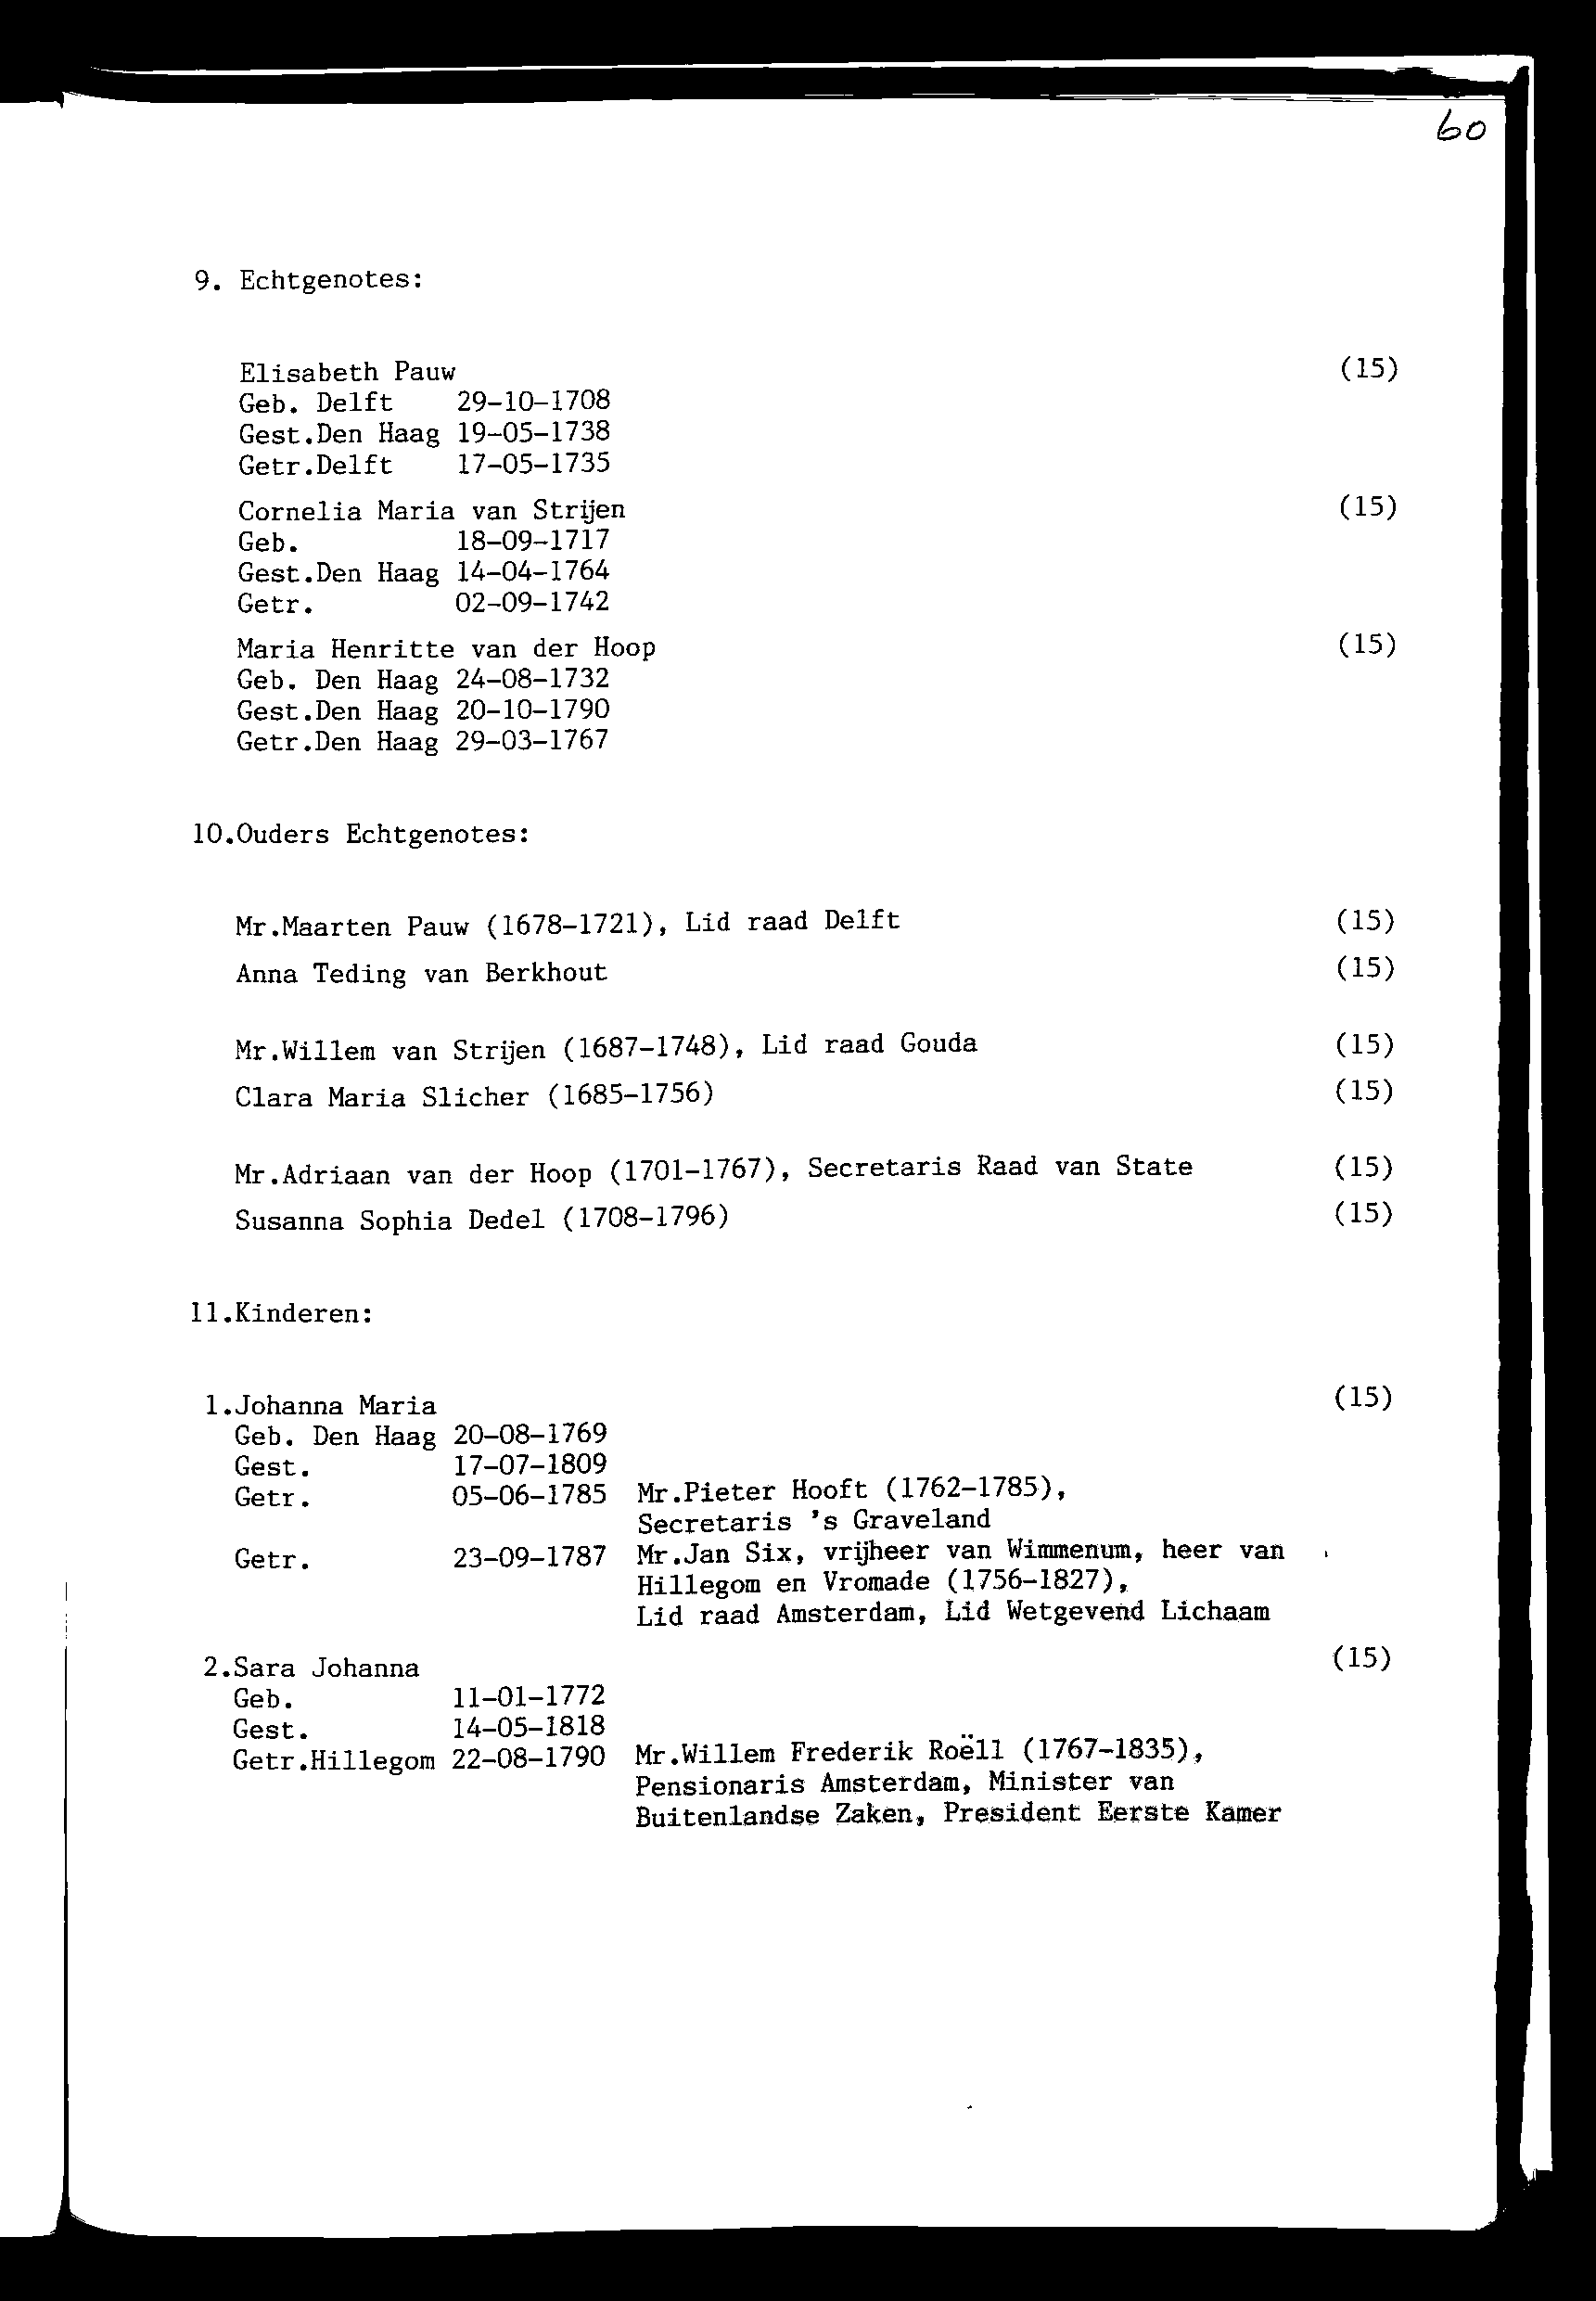 60
9. Echtgenotes:
Elisabeth Pauw (15)
Geb. Delft 29-10-1708
Gest.Den Haag 19-05-1738
Getr.Delft 17-05-1735
Cornelia Maria van Strijen (15)
Geb. 18-09-1717
Gest.Den Haag 14-04-1764
Getr. 02-09-1742
Maria Henritte van der Hoop (15)
Geb. Den Haag 24-08-1732
Gest.Den Haag 20-10-1790
Getr.Den Haag 29-03-1767
10.Ouders Echtgenotes:
Mr.Maarten Pauw (1678-1721), Lid raad Delft (15)
Anna Teding van Berkhout (15)
Mr.Willem van Strijen (1687-1748), Lid raad Gouda (15)
Clara Maria Slicher (1685-1756) (15)
Mr.Adriaan van der Hoop (1701-1767), Secretaris Raad van State (15)
Susanna Sophia Dedel (1708-1796) (15)
11.Kinderen:
1.Johanna Maria (15)
Geb. Den Haag 20-08-1769
Gest. 17-07-1809
Getr. 05-06-1785 Mr.Pieter Hooft (1762-1785),
Secretaris 's Graveland
Getr. 23-09-1787 Mr.Jan Six, vrijheer van Wimmenum, heer van
Hillegom en Vromade (1756-1827),
Lid raad Amsterdam, Lid Wetgevend Lichaam
2.Sara Johanna (15)
Geb. 11-01-1772
Gest. 14-05-1818
Getr.Hillegom 22-08-1790 Mr.Willem Frederik Roëll (1767-1835),
Pensionaris Amsterdam, Minister van
Buitenlandse Zaken, President Eerste Kamer